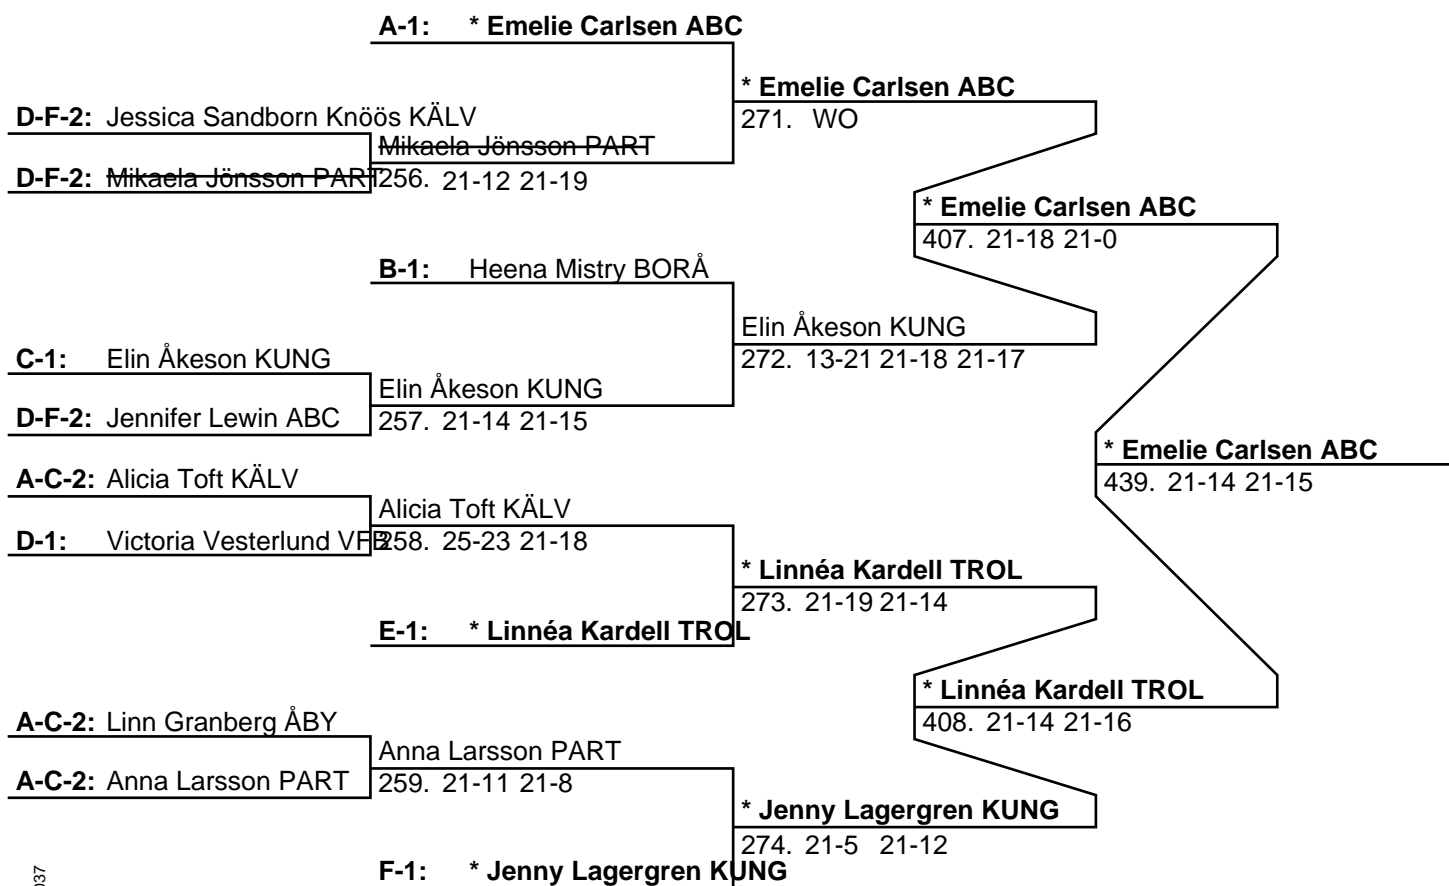 A-1: * Emelie Carlsen ABC
* Emelie Carlsen ABC
D-F-2: Jessica Sandborn Knöös KÄLV
271. WO
Mikaela Jönsson PART
D-F-2: Mikaela Jönsson PART
256. 21-12 21-19
* Emelie Carlsen ABC
407. 21-18 21-0
B-1: Heena Mistry BORÅ
Elin Åkeson KUNG
C-1: Elin Åkeson KUNG
272. 13-21 21-18 21-17
Elin Åkeson KUNG
D-F-2: Jennifer Lewin ABC
257. 21-14 21-15
* Emelie Carlsen ABC
A-C-2: Alicia Toft KÄLV
439. 21-14 21-15
Alicia Toft KÄLV
D-1: Victoria Vesterlund VFB
258. 25-23 21-18
* Linnéa Kardell TROL
273. 21-19 21-14
E-1: * Linnéa Kardell TROL
* Linnéa Kardell TROL
A-C-2: Linn Granberg ÅBY
408. 21-14 21-16
Anna Larsson PART
A-C-2: Anna Larsson PART
259. 21-11 21-8
* Jenny Lagergren KUNG
274. 21-5 21-12
F-1: * Jenny Lagergren KUNG
037